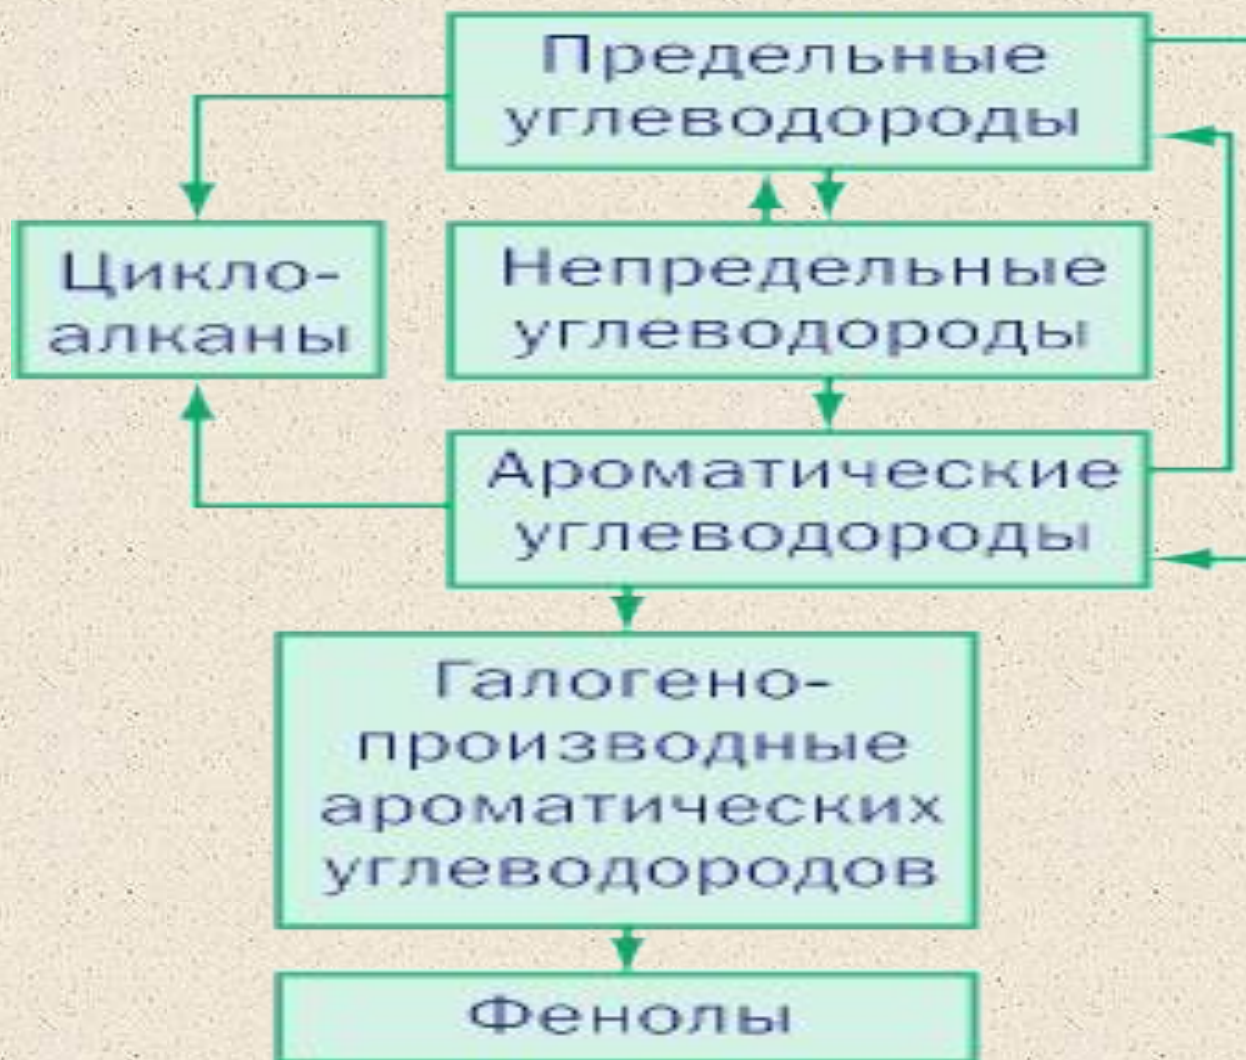 Предельные
углеводороды
Цикло-
алканы
Непредельные
углеводороды
Ароматические
углеводороды
Галогено-
производные
ароматических
углеводородов
Фенолы